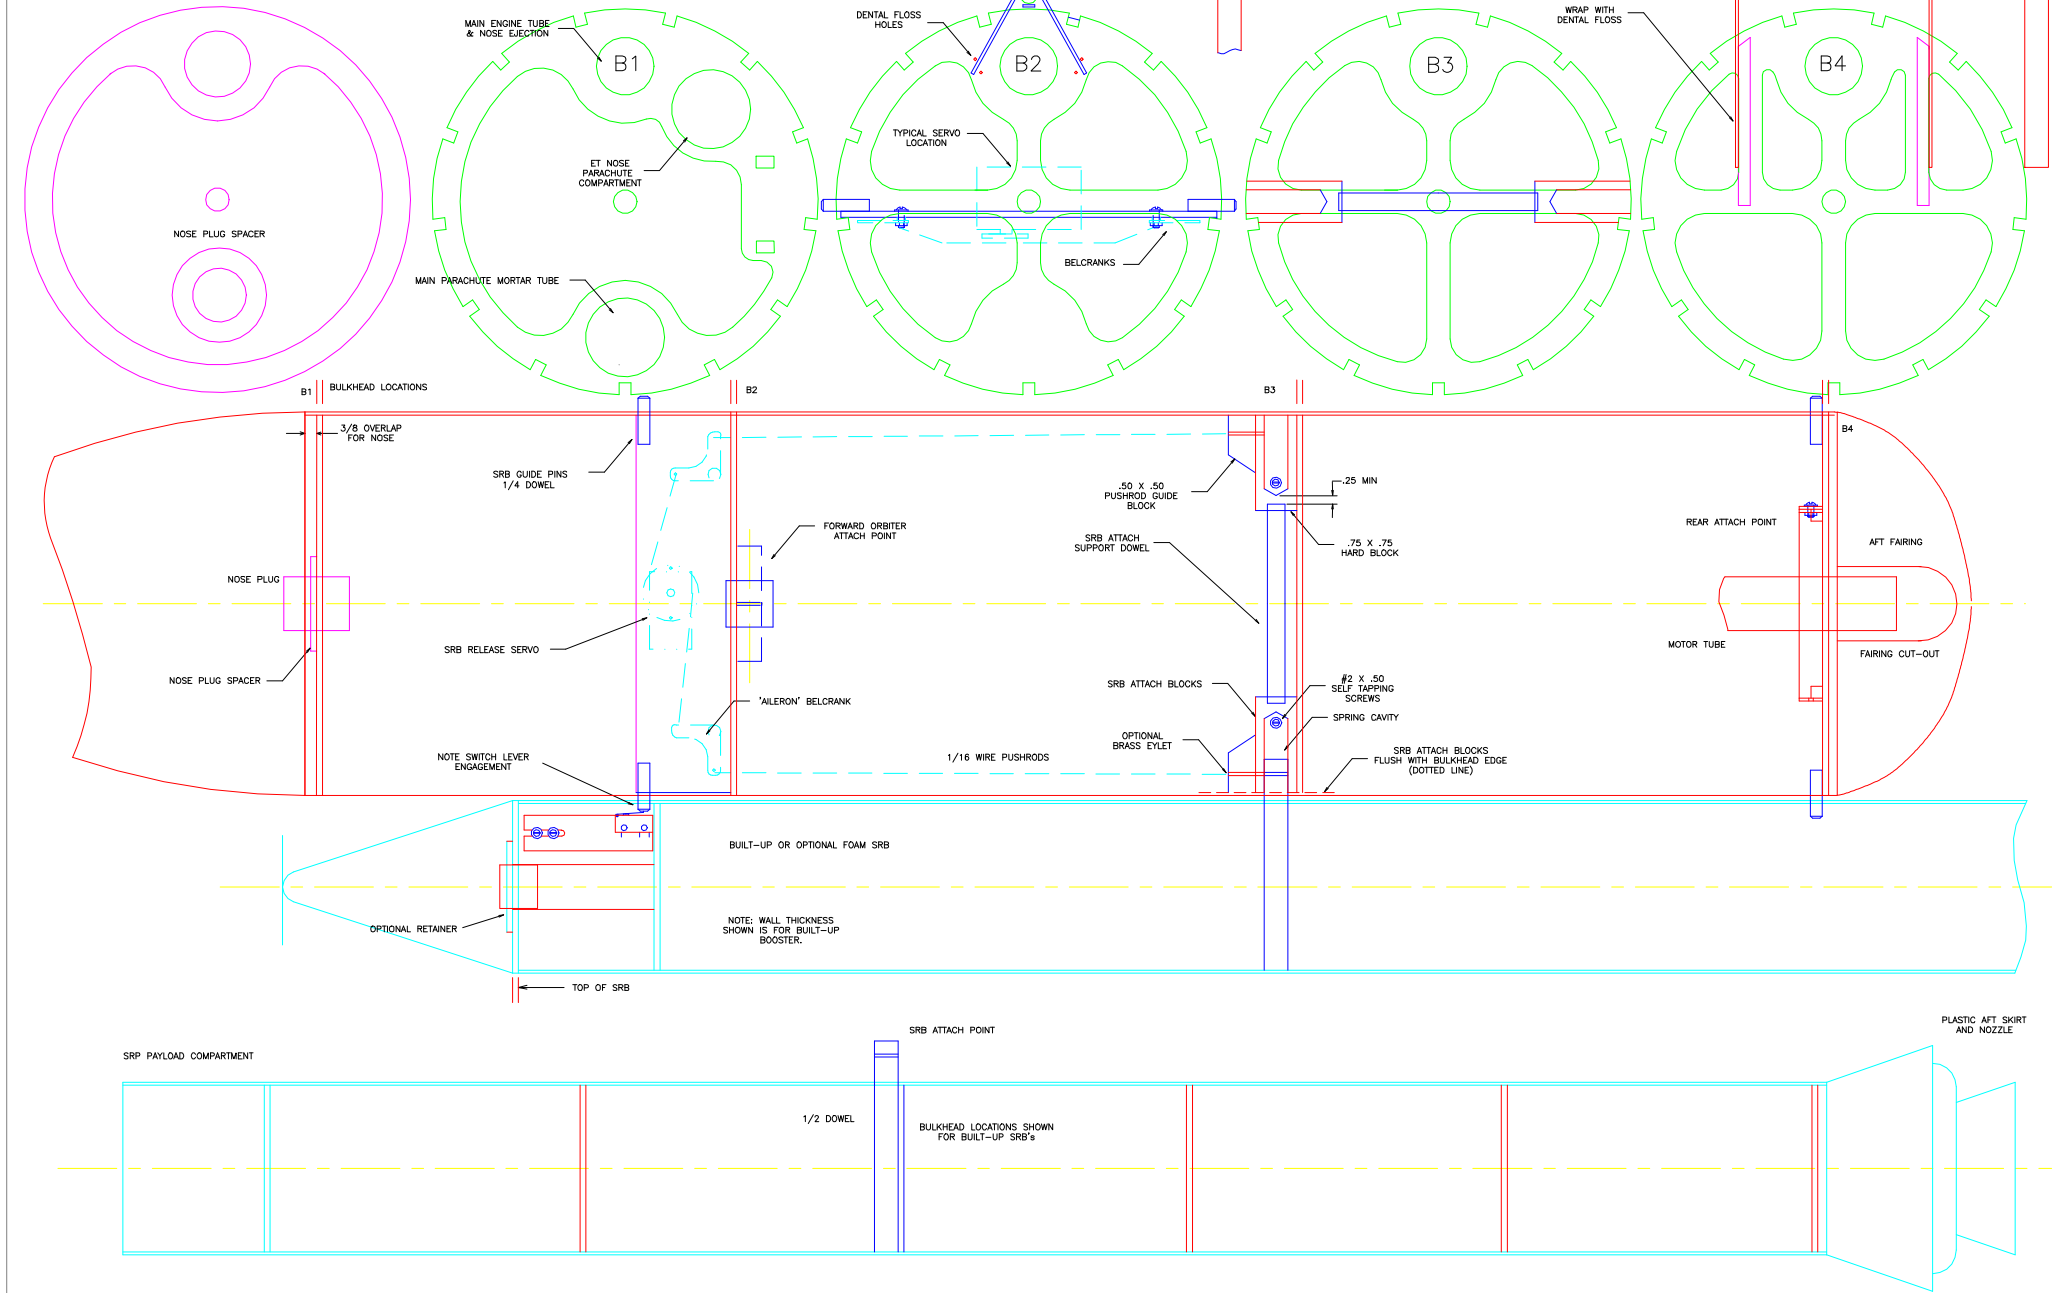 MAIN ENGINE TUBE
& NOSE EJECTION
B1
DENTAL FLOSS
HOLES
B2
B3
WRAP WITH
DENTAL FLOSS
B4
TYPICAL SERVO
LOCATION
ET NOSE
PARACHUTE
COMPARTMENT
NOSE PLUG SPACER
BELCRANKS
MAIN PARACHUTE MORTAR TUBE
B1
BULKHEAD LOCATIONS
B2
B3
B4
3/8 OVERLAP
FOR NOSE
SRB GUIDE PINS
1/4 DOWEL
.50 X .50
PUSHROD GUIDE
BLOCK
.25 MIN
FORWARD ORBITER
ATTACH POINT
SRB ATTACH
SUPPORT DOWEL
.75 X .75
HARD BLOCK
REAR ATTACH POINT
AFT FAIRING
NOSE PLUG
SRB RELEASE SERVO
MOTOR TUBE
FAIRING CUT-OUT
NOSE PLUG SPACER
SRB ATTACH BLOCKS
#2 X .50
SELF TAPPING
SCREWS
'AILERON' BELCRANK
SPRING CAVITY
OPTIONAL
BRASS EYLET
NOTE SWITCH LEVER
ENGAGEMENT
1/16 WIRE PUSHRODS
SRB ATTACH BLOCKS
FLUSH WITH BULKHEAD EDGE
(DOTTED LINE)
BUILT-UP OR OPTIONAL FOAM SRB
OPTIONAL RETAINER
NOTE: WALL THICKNESS
SHOWN IS FOR BUILT-UP
BOOSTER.
TOP OF SRB
SRB ATTACH POINT
PLASTIC AFT SKIRT
AND NOZZLE
SRP PAYLOAD COMPARTMENT
1/2 DOWEL
BULKHEAD LOCATIONS SHOWN
FOR BUILT-UP SRB's